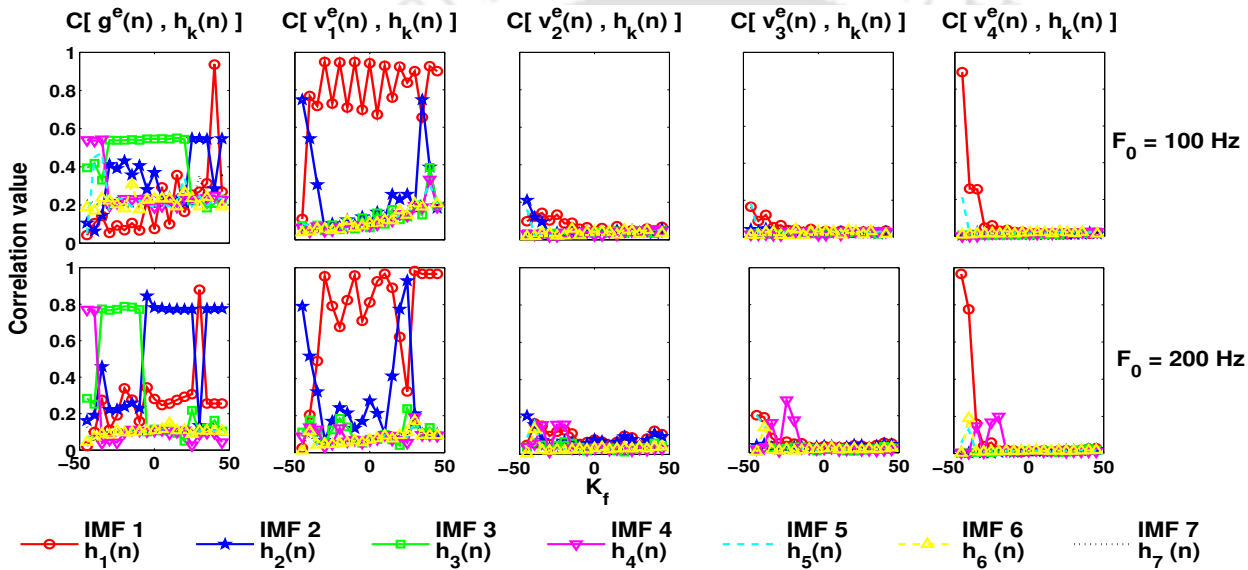 C[ g^e(n) , h_k(n) ]
C[ v_1^e(n) , h_k(n) ]
C[ v_2^e(n) , h_k(n) ]
C[ v_3^e(n) , h_k(n) ]
C[ v_4^e(n) , h_k(n) ]
Correlation value
1
0.8
0.6
0.4
0.2
0
F_0 = 100 Hz
1
0.8
0.6
0.4
0.2
0
F_0 = 200 Hz
−50 0 50
−50 0 50
−50 0 50
−50 0 50
−50 0 50
K_f
IMF 1 IMF 2 IMF 3 IMF 4 IMF 5 IMF 6 IMF 7
h_1(n) h_2(n) h_3(n) h_4(n) h_5(n) h_6(n) h_7(n)